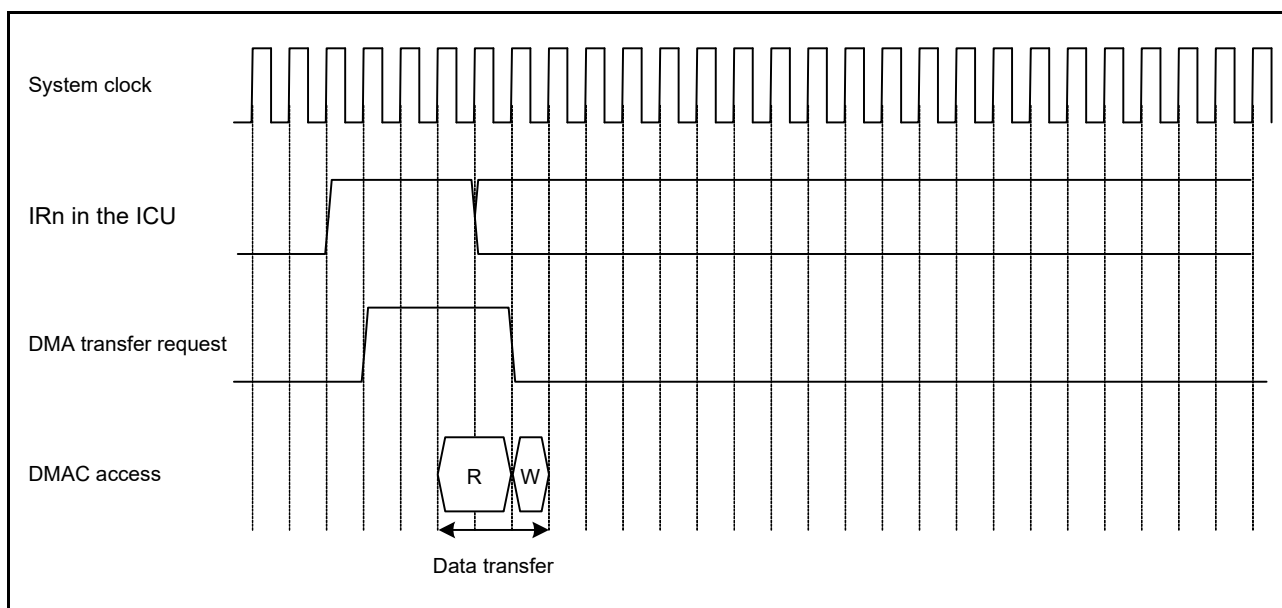 System clock
IRn in the ICU
DMA transfer request
DMAC access
R
W
Data transfer